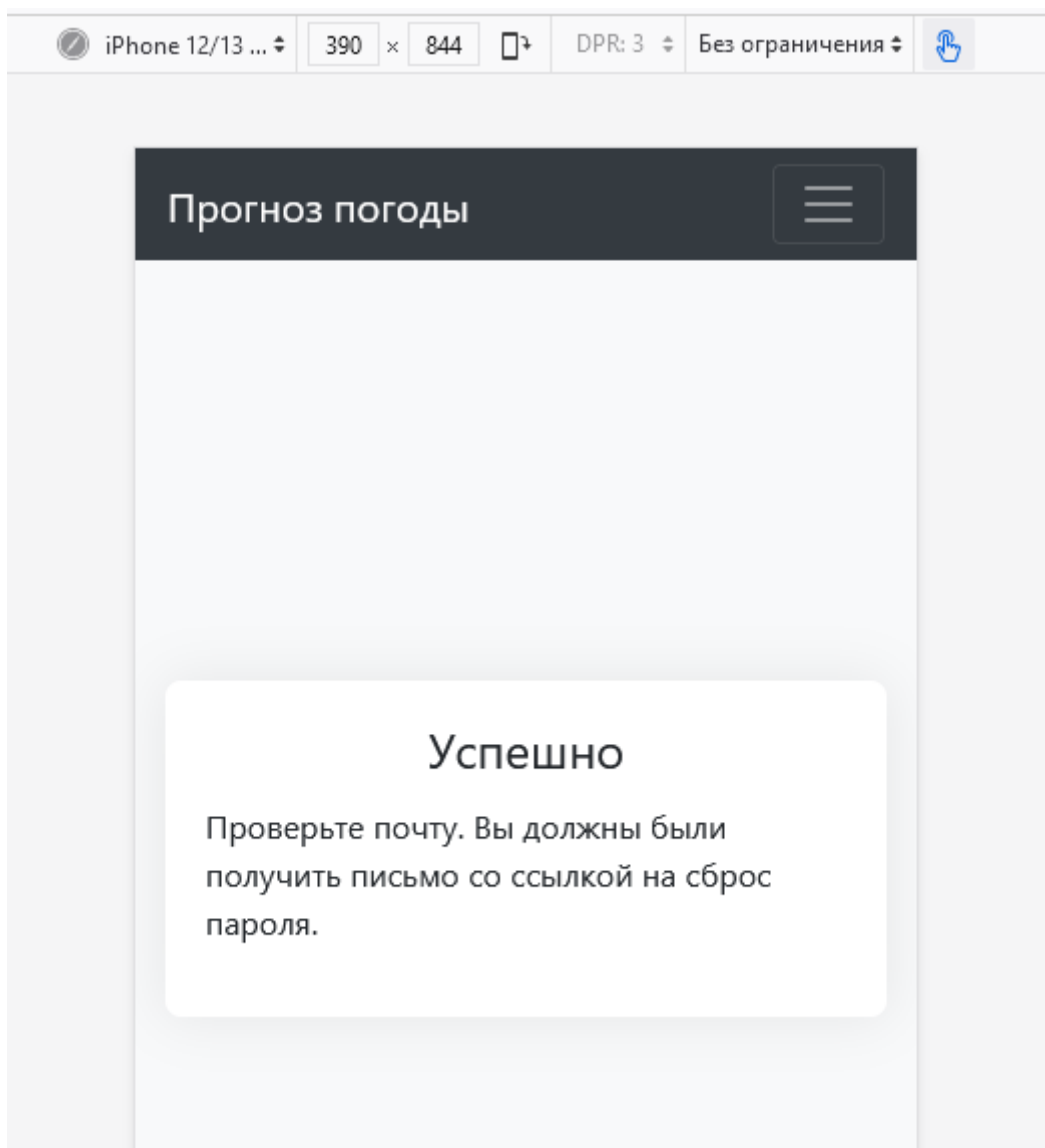 iPhone 12/13 ... 390 × 844 DPR: 3 Без ограничения
Прогноз погоды
Успешно
Проверьте почту. Вы должны были
получить письмо со ссылкой на сброс
пароля.